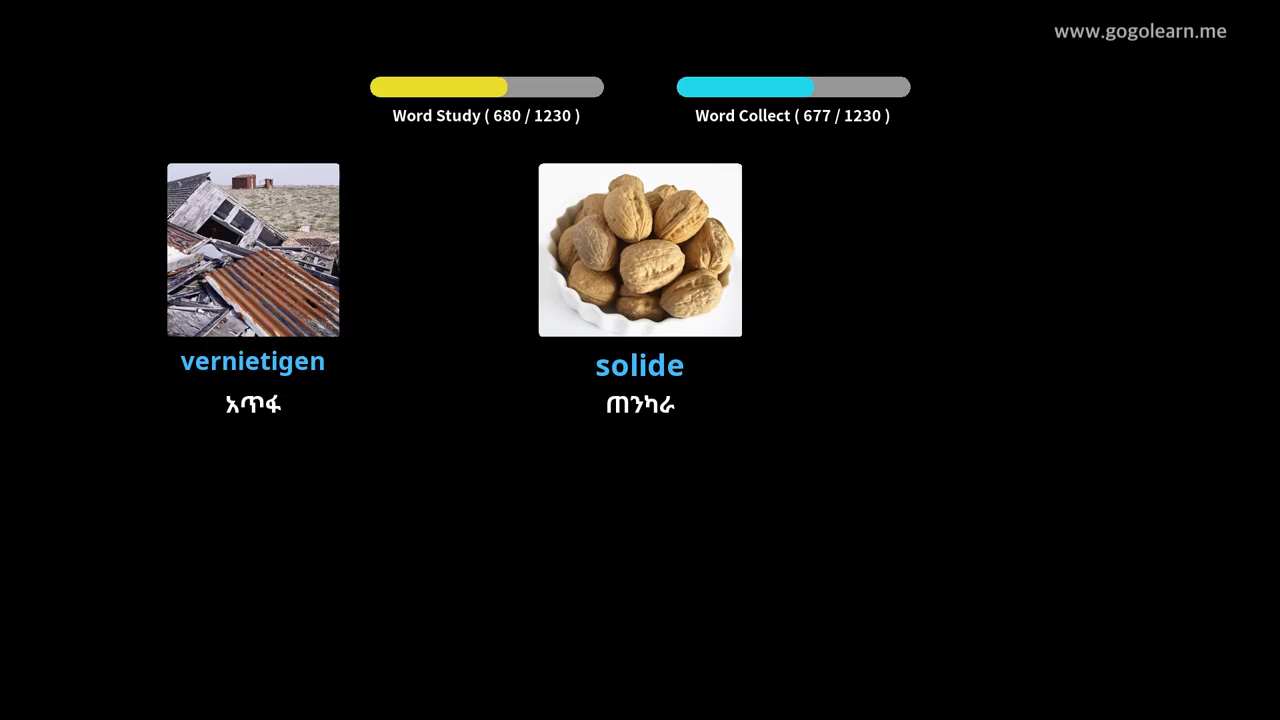 www.gogolearn.me
Word Study ( 680 / 1230 )
Word Collect ( 677 / 1230 )
vernietigen
አጥፋ
solide
ጠንካራ